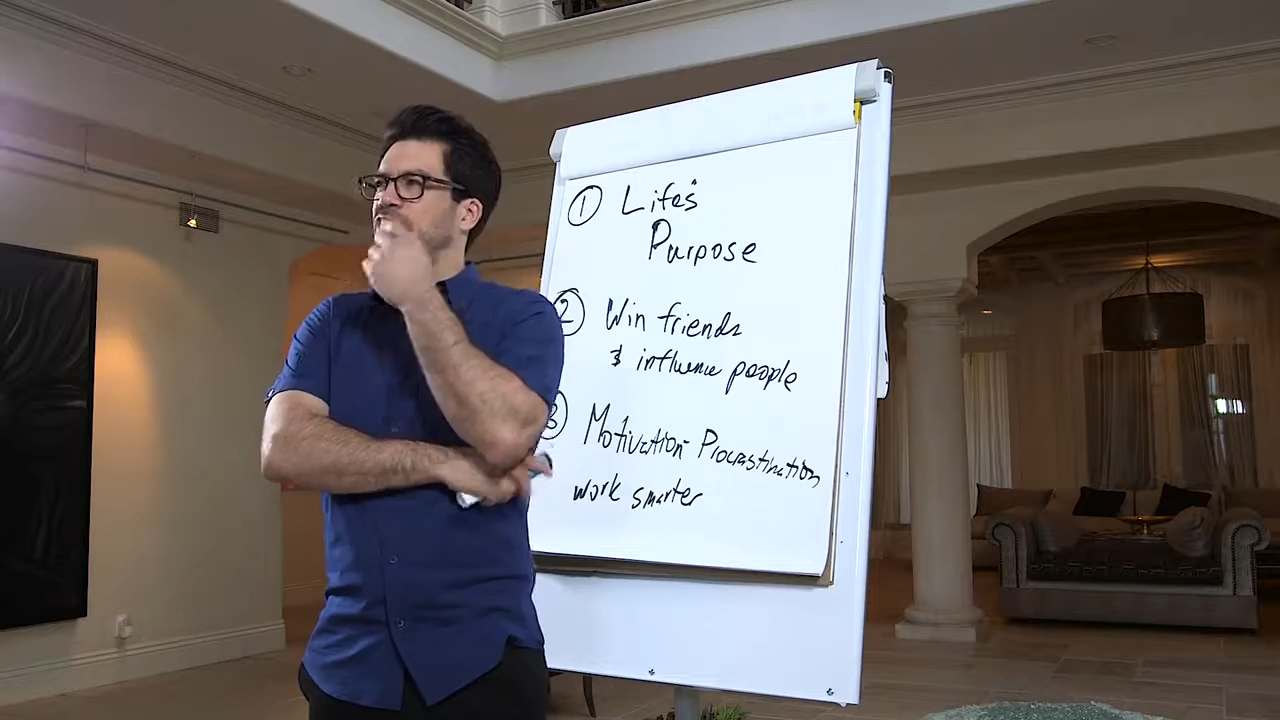 ① Life's
Purpose
② Win friends
& influence people
③ Motivation - Procrastination
work smarter